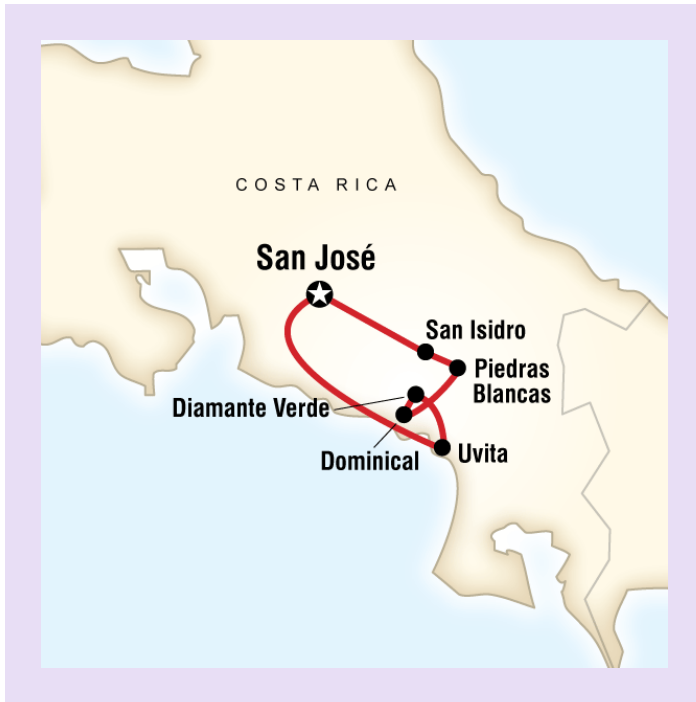 COSTA RICA
San José
San Isidro
Piedras
Blancas
Diamante Verde
Dominical
Uvita